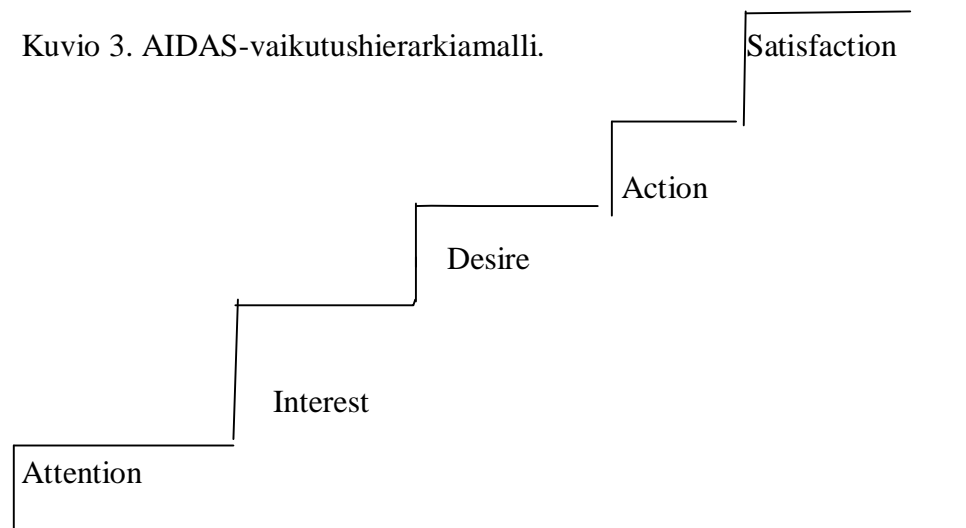 Kuvio 3. AIDAS-vaikutushierarkiamalli.
Satisfaction
Action
Desire
Interest
Attention